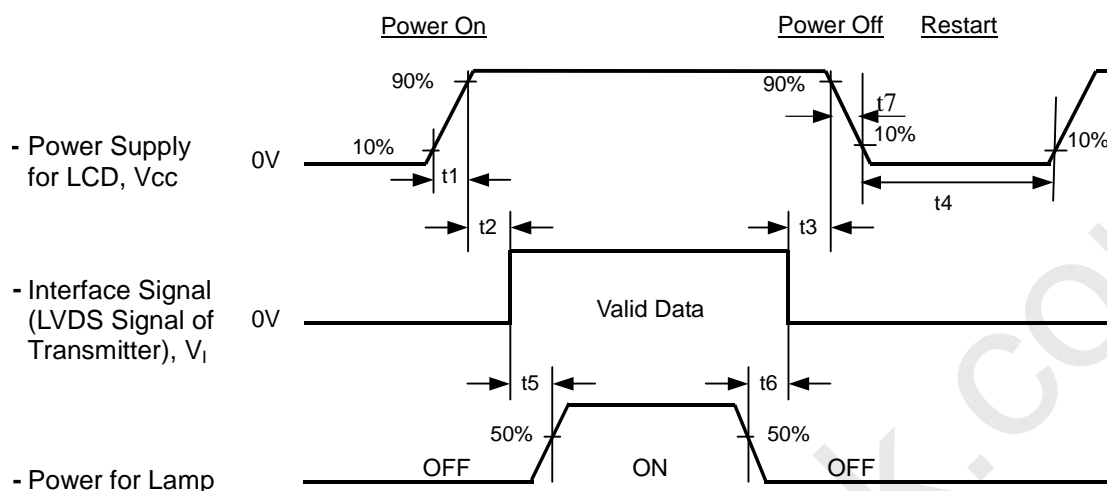 Power On Power Off Restart
90% 90% t7
10% 10% 10%
- Power Supply
for LCD, Vcc
0V
t1
t4
t2 t3
- Interface Signal
(LVDS Signal of
Transmitter), VI
0V
Valid Data
t5 t6
50% 50%
OFF ON OFF
- Power for Lamp